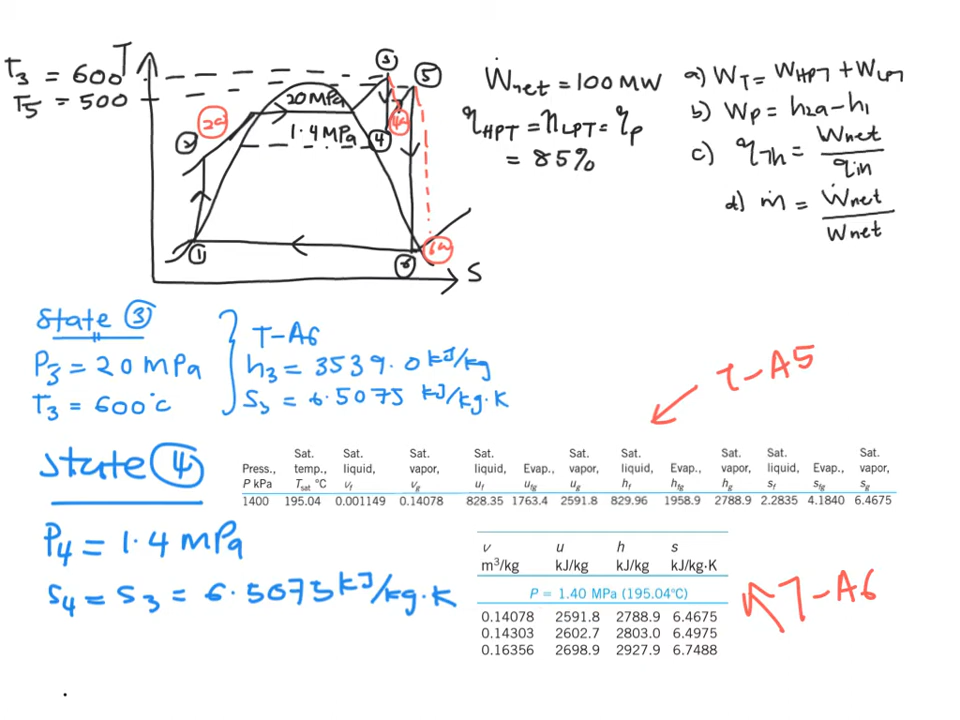 T
T3 = 600
T5 = 500
20 MPa
1.4 MPa
1
2
2a
3
4
4a
5
6
6a
S
Ẇnet = 100 MW
ηHPT = ηLPT = ηP
= 85%
a) WT = WHPT + WLPT
b) WP = h2a - h1
c) ηTh = Wnet / qin
d) ṁ = Ẇnet / Wnet
State 3
P3 = 20 MPa
T3 = 600°C
T-A6
h3 = 3539.0 kJ/kg
S3 = 6.5075 kJ/kg.K
T-A5
State 4
Sat. Sat. Sat. Sat. Sat. Sat. Sat. Sat. Sat.
Press., temp., liquid, vapor, liquid, Evap., vapor, liquid, Evap., vapor, liquid, Evap., vapor,
P kPa Tsat °C vf vg uf ufg ug hf hfg hg sf sfg sg
1400 195.04 0.001149 0.14078 828.35 1763.4 2591.8 829.96 1958.9 2788.9 2.2835 4.1840 6.4675
P4 = 1.4 MPa
S4 = S3 = 6.5075 kJ/kg.K
v u h s
m³/kg kJ/kg kJ/kg kJ/kg·K
P = 1.40 MPa (195.04°C)
0.14078 2591.8 2788.9 6.4675
0.14303 2602.7 2803.0 6.4975
0.16356 2698.9 2927.9 6.7488
T-A6